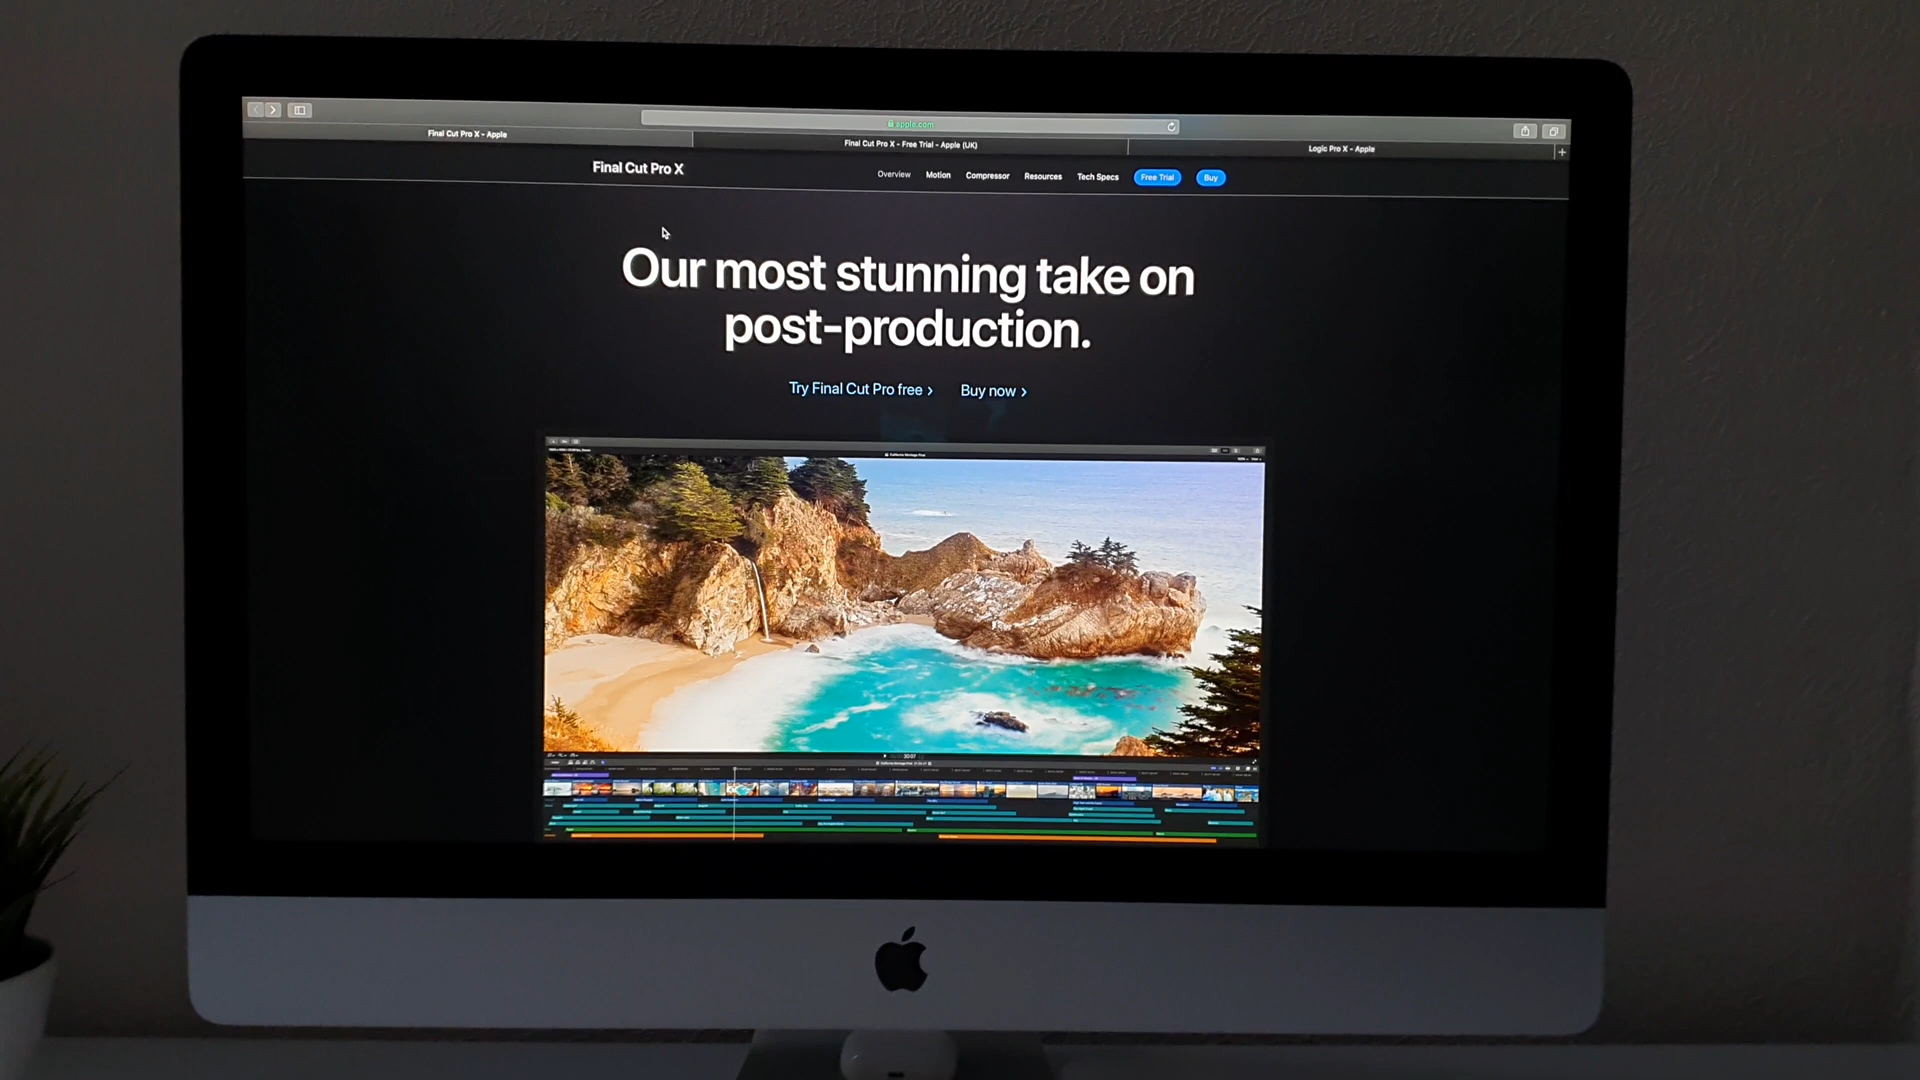 apple.com
Final Cut Pro X - Apple
Final Cut Pro X - Free Trial - Apple (UK)
Logic Pro X - Apple
Final Cut Pro X
Overview Motion Compressor Resources Tech Specs Free Trial Buy
Our most stunning take on
post-production.
Try Final Cut Pro free › Buy now ›